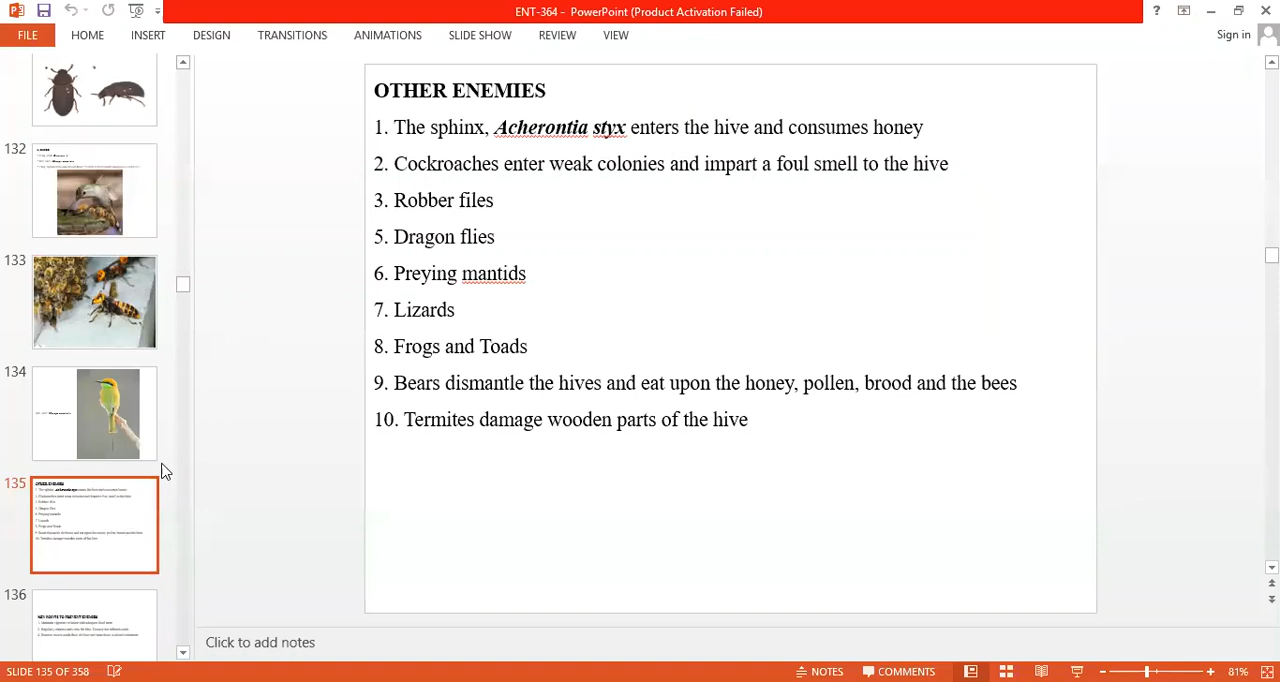 ENT-364 - PowerPoint (Product Activation Failed)
FILE HOME INSERT DESIGN TRANSITIONS ANIMATIONS SLIDE SHOW REVIEW VIEW
Sign in
132
133
134
135
136
OTHER ENEMIES
1. The sphinx, Acherontia styx enters the hive and consumes honey
2. Cockroaches enter weak colonies and impart a foul smell to the hive
3. Robber files
5. Dragon flies
6. Preying mantids
7. Lizards
8. Frogs and Toads
9. Bears dismantle the hives and eat upon the honey, pollen, brood and the bees
10. Termites damage wooden parts of the hive
Click to add notes
SLIDE 135 OF 358
NOTES COMMENTS 81%